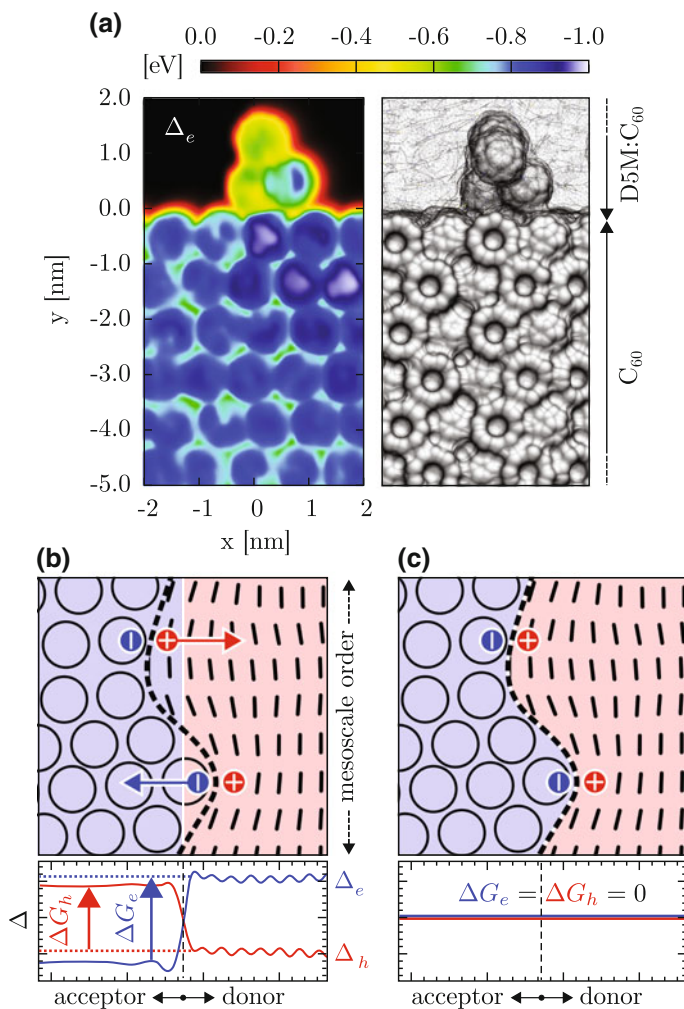 (a)
0.0 -0.2 -0.4 -0.6 -0.8 -1.0
[eV]
Δe
2.0
1.0
0.0
-1.0
-2.0
-3.0
-4.0
-5.0
y [nm]
-2 -1 0 1 2
x [nm]
D5M:C60
C60
(b)
(c)
− +
− +
− +
− +
mesoscale order
Δ
ΔGh
ΔGe
Δe
Δh
ΔGe = ΔGh = 0
acceptor donor
acceptor donor